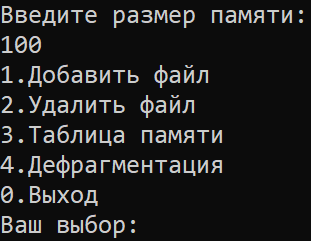 Введите размер памяти:
100
1.Добавить файл
2.Удалить файл
3.Таблица памяти
4.Дефрагментация
0.Выход
Ваш выбор: